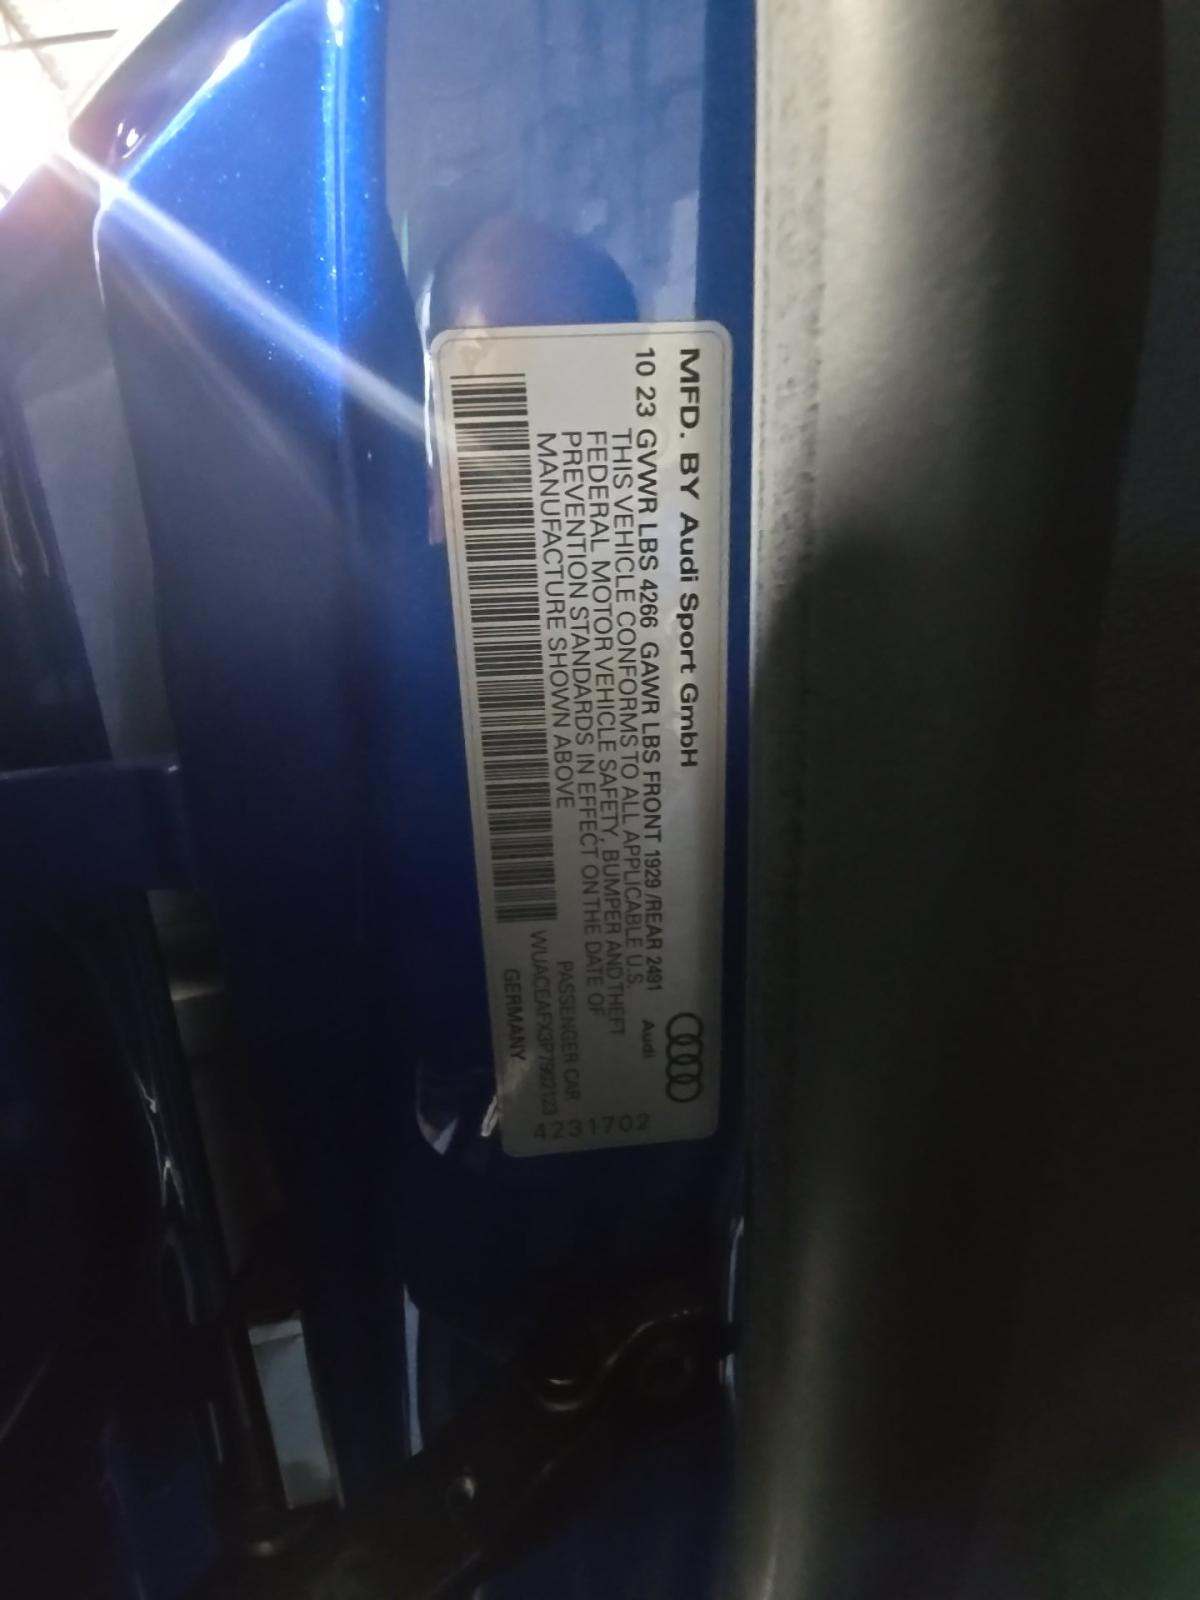 MFD. BY Audi Sport GmbH
10 23 GVWR LBS 4266 GAWR LBS FRONT 1929 /REAR 2491
Audi
THIS VEHICLE CONFORMS TO ALL APPLICABLE U.S.
FEDERAL MOTOR VEHICLE SAFETY, BUMPER AND THEFT
PREVENTION STANDARDS IN EFFECT ON THE DATE OF
MANUFACTURE SHOWN ABOVE
PASSENGER CAR
WUACEAFX3P7902123
GERMANY
4231702